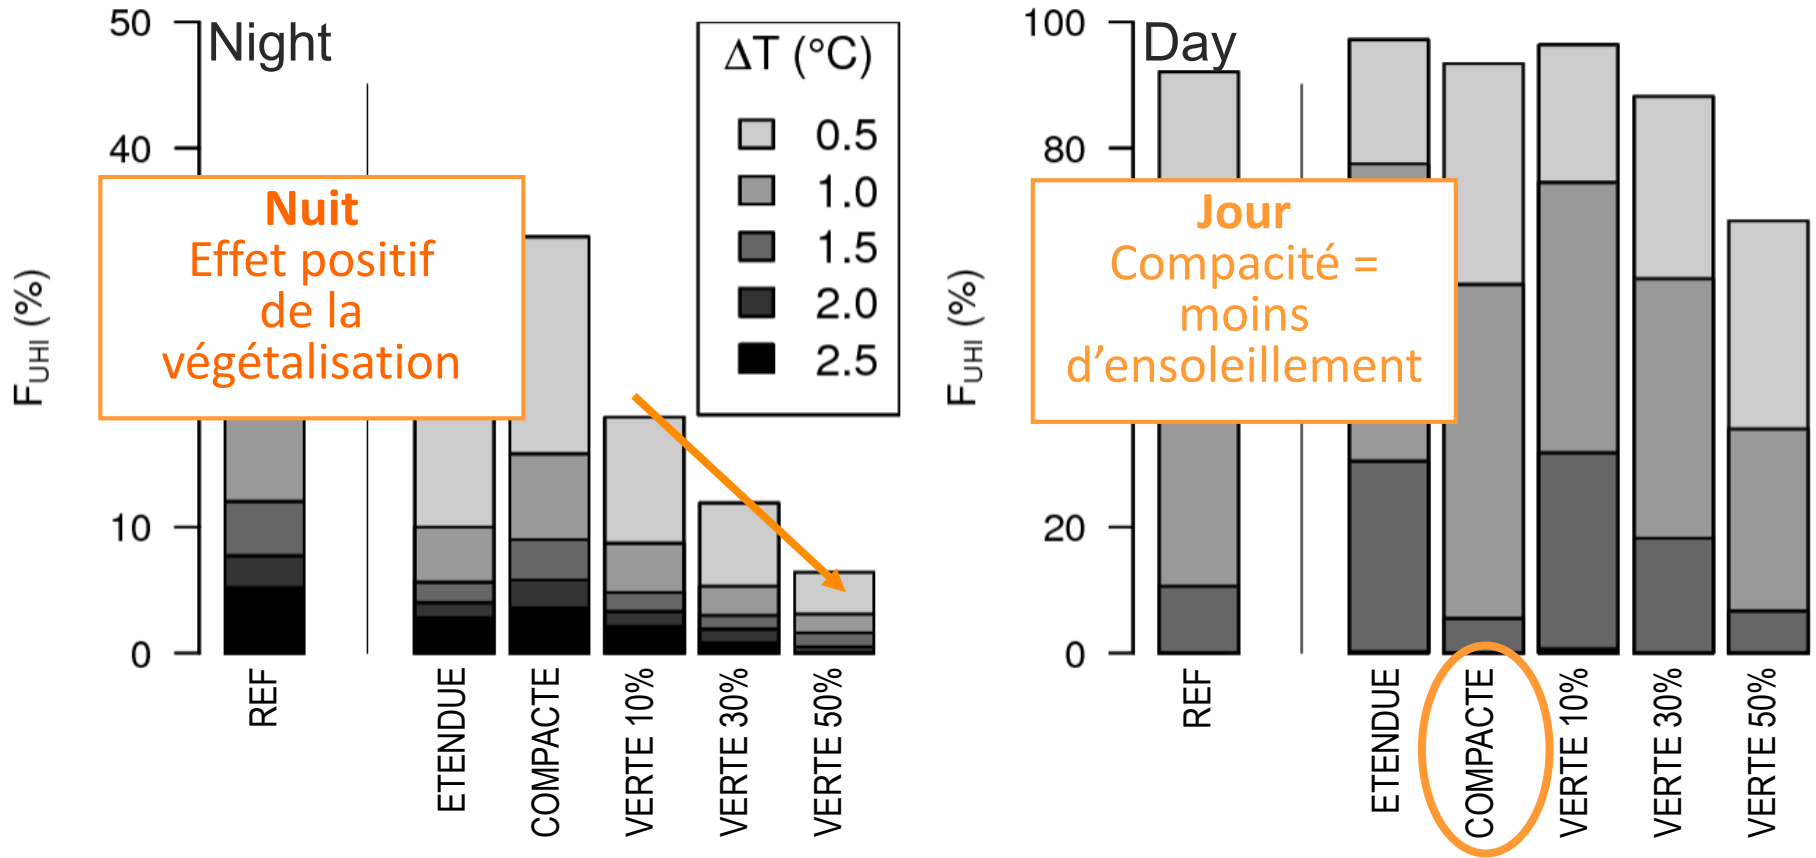 Night
50
40
10
0
F UHI (%)
ΔT (°C)
0.5
1.0
1.5
2.0
2.5
Nuit
Effet positif
de la
végétalisation
REF
ETENDUE
COMPACTE
VERTE 10%
VERTE 30%
VERTE 50%
Day
100
80
20
0
F UHI (%)
Jour
Compacité =
moins
d’ensoleillement
REF
ETENDUE
COMPACTE
VERTE 10%
VERTE 30%
VERTE 50%